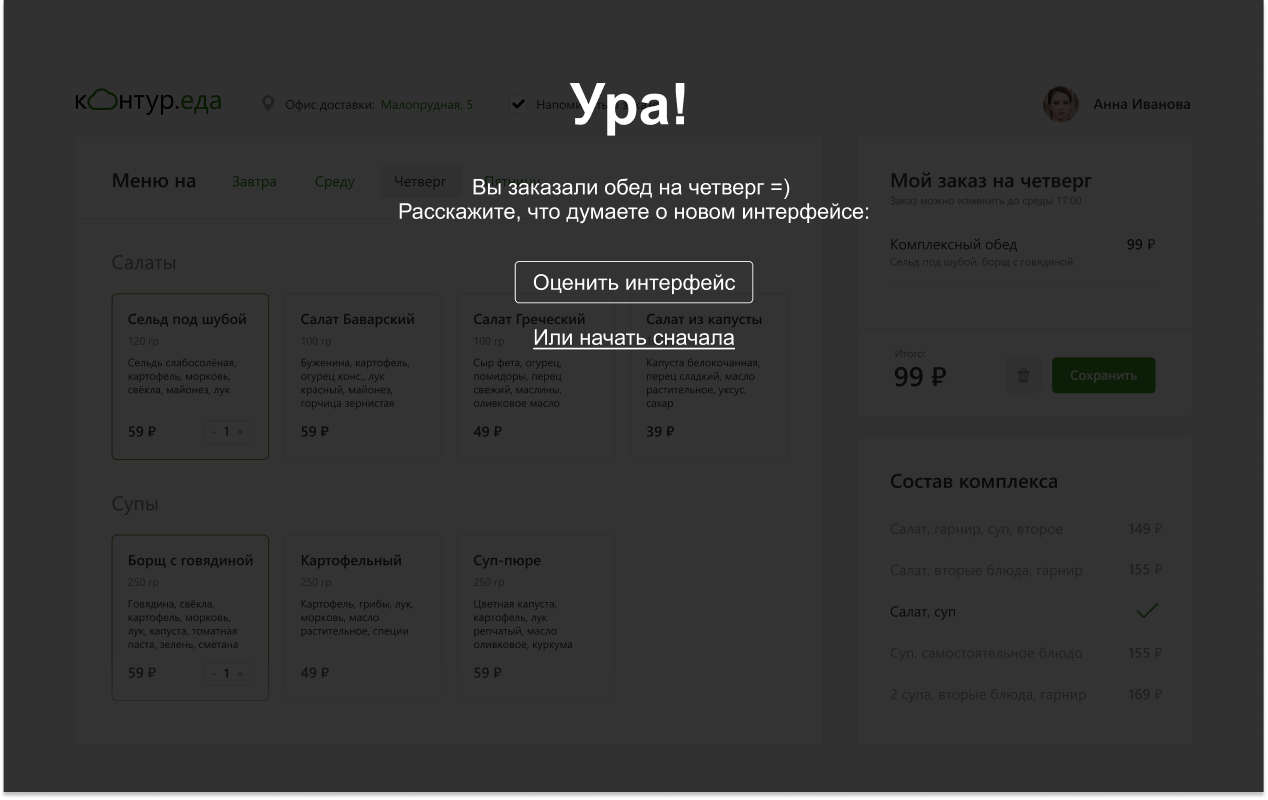 Ура!
Вы заказали обед на четверг =)
Расскажите, что думаете о новом интерфейсе:
Оценить интерфейс
Или начать сначала
контур.еда
Офис доставки: Малопрудная, 5
Анна Иванова
Меню на
Завтра
Среду
Четверг
Пятницу
Салаты
Сельд под шубой
120 гр
Сельдь слабосолёная,
картофель, морковь,
свёкла, майонез, лук
59 ₽
- 1 +
Салат Баварский
100 гр
Буженина, картофель,
огурец конс., лук
красный, майонез,
горчица зернистая
59 ₽
Салат Греческий
100 гр
Сыр фета, огурец,
помидоры, перец
свежий, маслины,
оливковое масло
49 ₽
Салат из капусты
Капуста белокочанная,
перец сладкий, масло
растительное, уксус,
сахар
39 ₽
Супы
Борщ с говядиной
250 гр
Говядина, свёкла,
картофель, морковь,
лук, капуста, томатная
паста, зелень, сметана
59 ₽
- 1 +
Картофельный
250 гр
Картофель, грибы, лук,
морковь, масло
растительное, специи
49 ₽
Суп-пюре
250 гр
Цветная капуста,
картофель, лук
репчатый, масло
оливковое, куркума
59 ₽
Мой заказ на четверг
Заказ можно изменить до среды 17:00
Комплексный обед 99 ₽
Сельд под шубой, борщ с говядиной
Итого:
99 ₽
Сохранить
Состав комплекса
Салат, гарнир, суп, второе 149 ₽
Салат, вторые блюда, гарнир 155 ₽
Салат, суп
Суп, самостоятельное блюдо 155 ₽
2 супа, вторые блюда, гарнир 169 ₽